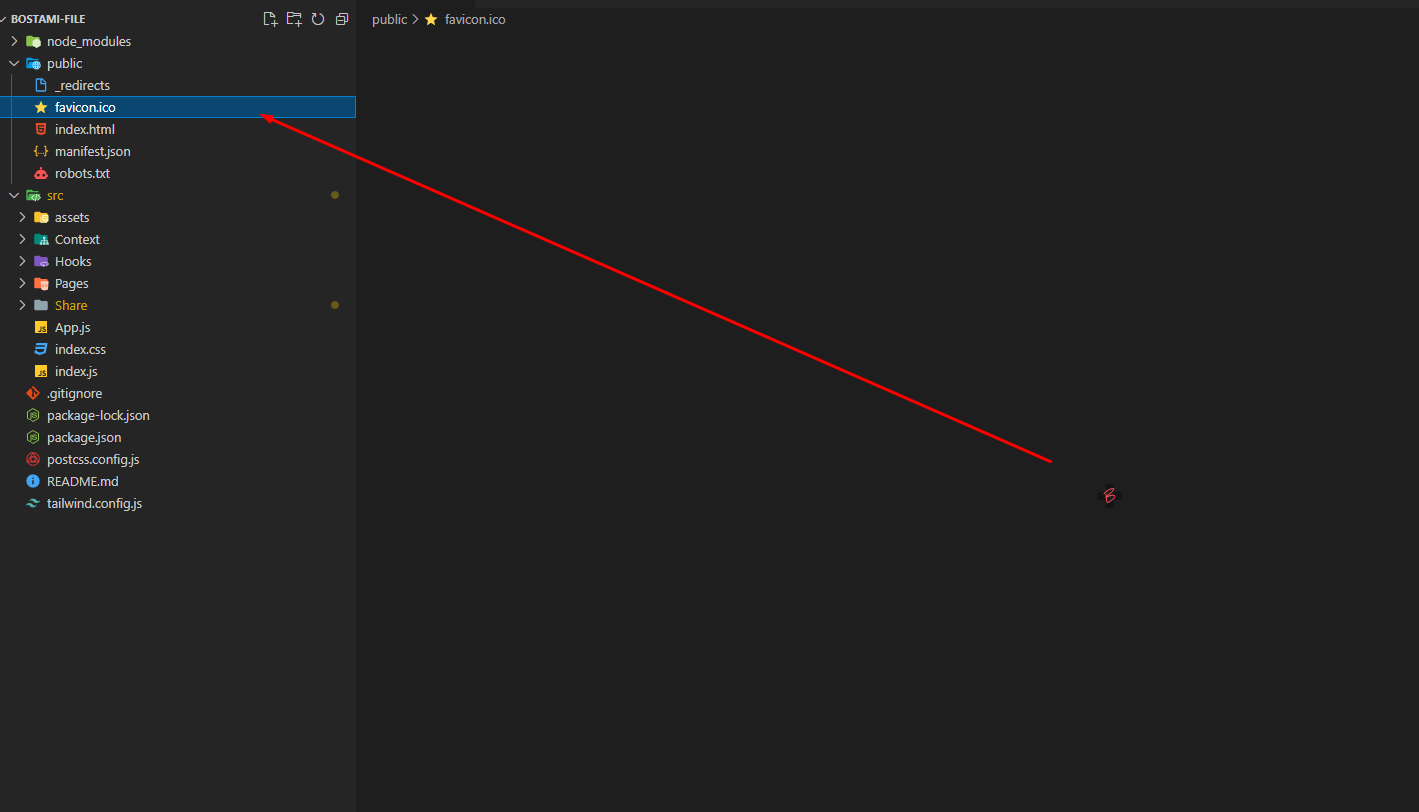 BOSTAMI-FILE
node_modules
public
_redirects
favicon.ico
index.html
manifest.json
robots.txt
src
assets
Context
Hooks
Pages
Share
App.js
index.css
index.js
.gitignore
package-lock.json
package.json
postcss.config.js
README.md
tailwind.config.js
public > favicon.ico
B